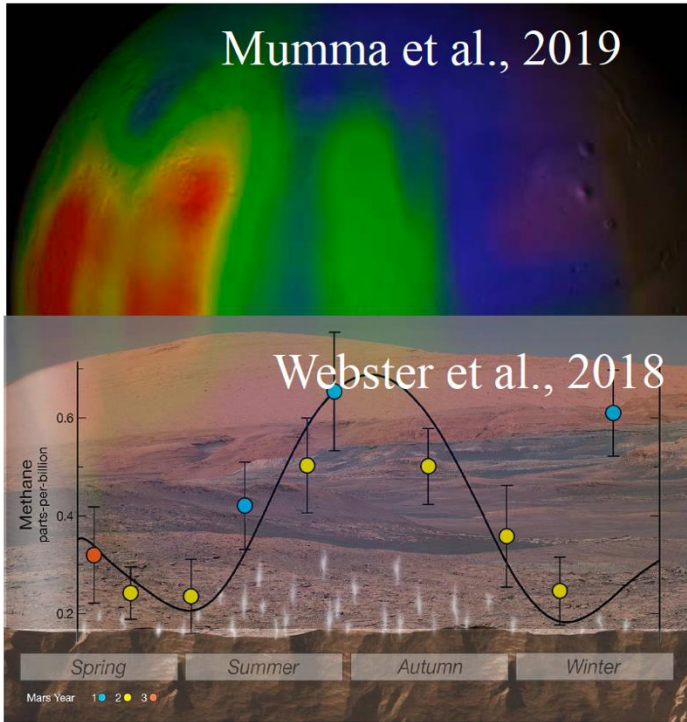 Mumma et al., 2019
Webster et al., 2018
Methane
parts-per-billion
0.6
0.4
0.2
Spring Summer Autumn Winter
Mars Year 1 2 3